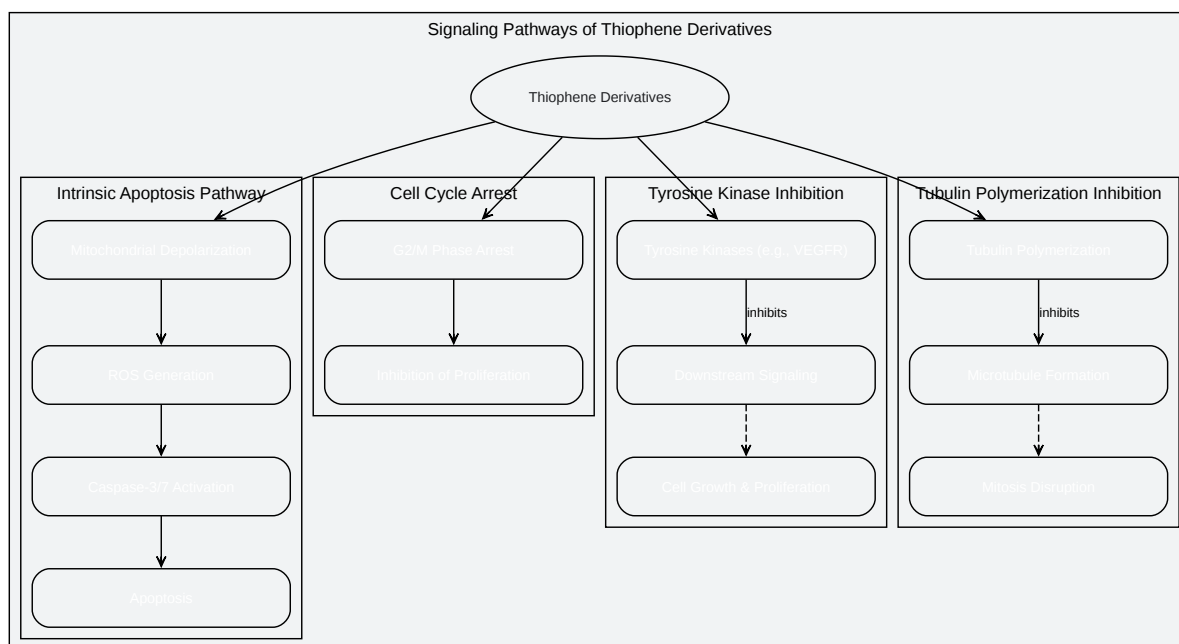 Signaling Pathways of Thiophene Derivatives
Thiophene Derivatives
Intrinsic Apoptosis Pathway
Mitochondrial Depolarization
ROS Generation
Caspase-3/7 Activation
Apoptosis
Cell Cycle Arrest
G2/M Phase Arrest
Inhibition of Proliferation
Tyrosine Kinase Inhibition
Tyrosine Kinases (e.g., VEGFR)
inhibits
Downstream Signaling
Cell Growth & Proliferation
Tubulin Polymerization Inhibition
Tubulin Polymerization
inhibits
Microtubule Formation
Mitosis Disruption